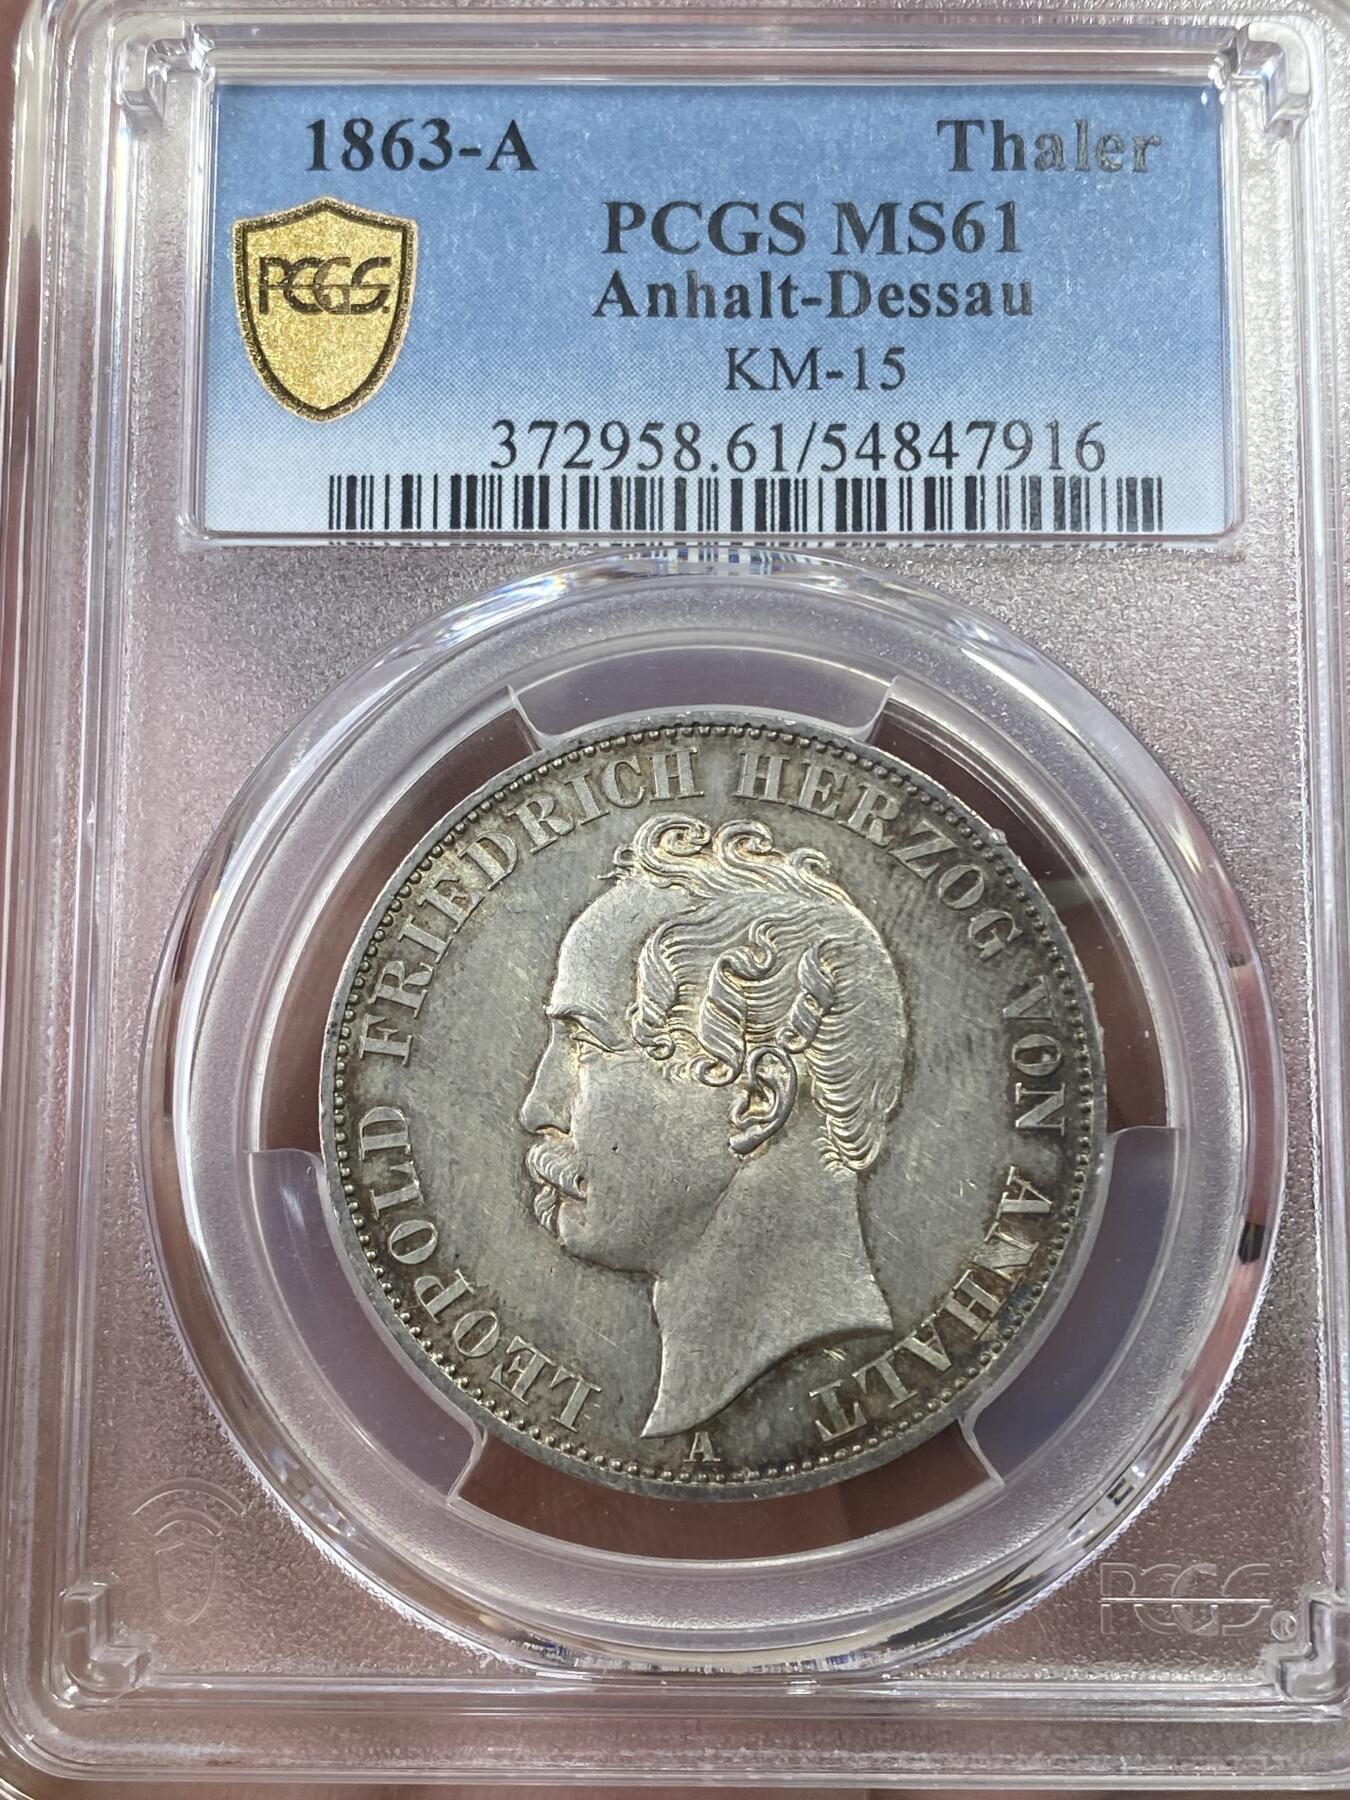 1863-A Thaler
PCGS MS61
PCGS
Anhalt-Dessau
KM-15
372958.61/54847916
LEOPOLD FRIEDRICH HERZOG VON ANHALT
A
PCGS®